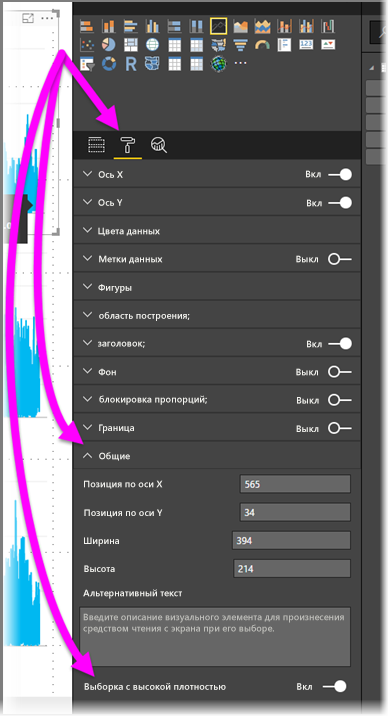 Ось X Вкл
Ось Y Вкл
Цвета данных
Метки данных Выкл
Фигуры
область построения;
заголовок; Вкл
Фон Выкл
блокировка пропорций; Выкл
Граница Выкл
Общие
Позиция по оси X 565
Позиция по оси Y 34
Ширина 394
Высота 214
Альтернативный текст
Введите описание визуального элемента для произнесения
средством чтения с экрана при его выборе.
Выборка с высокой плотностью Вкл